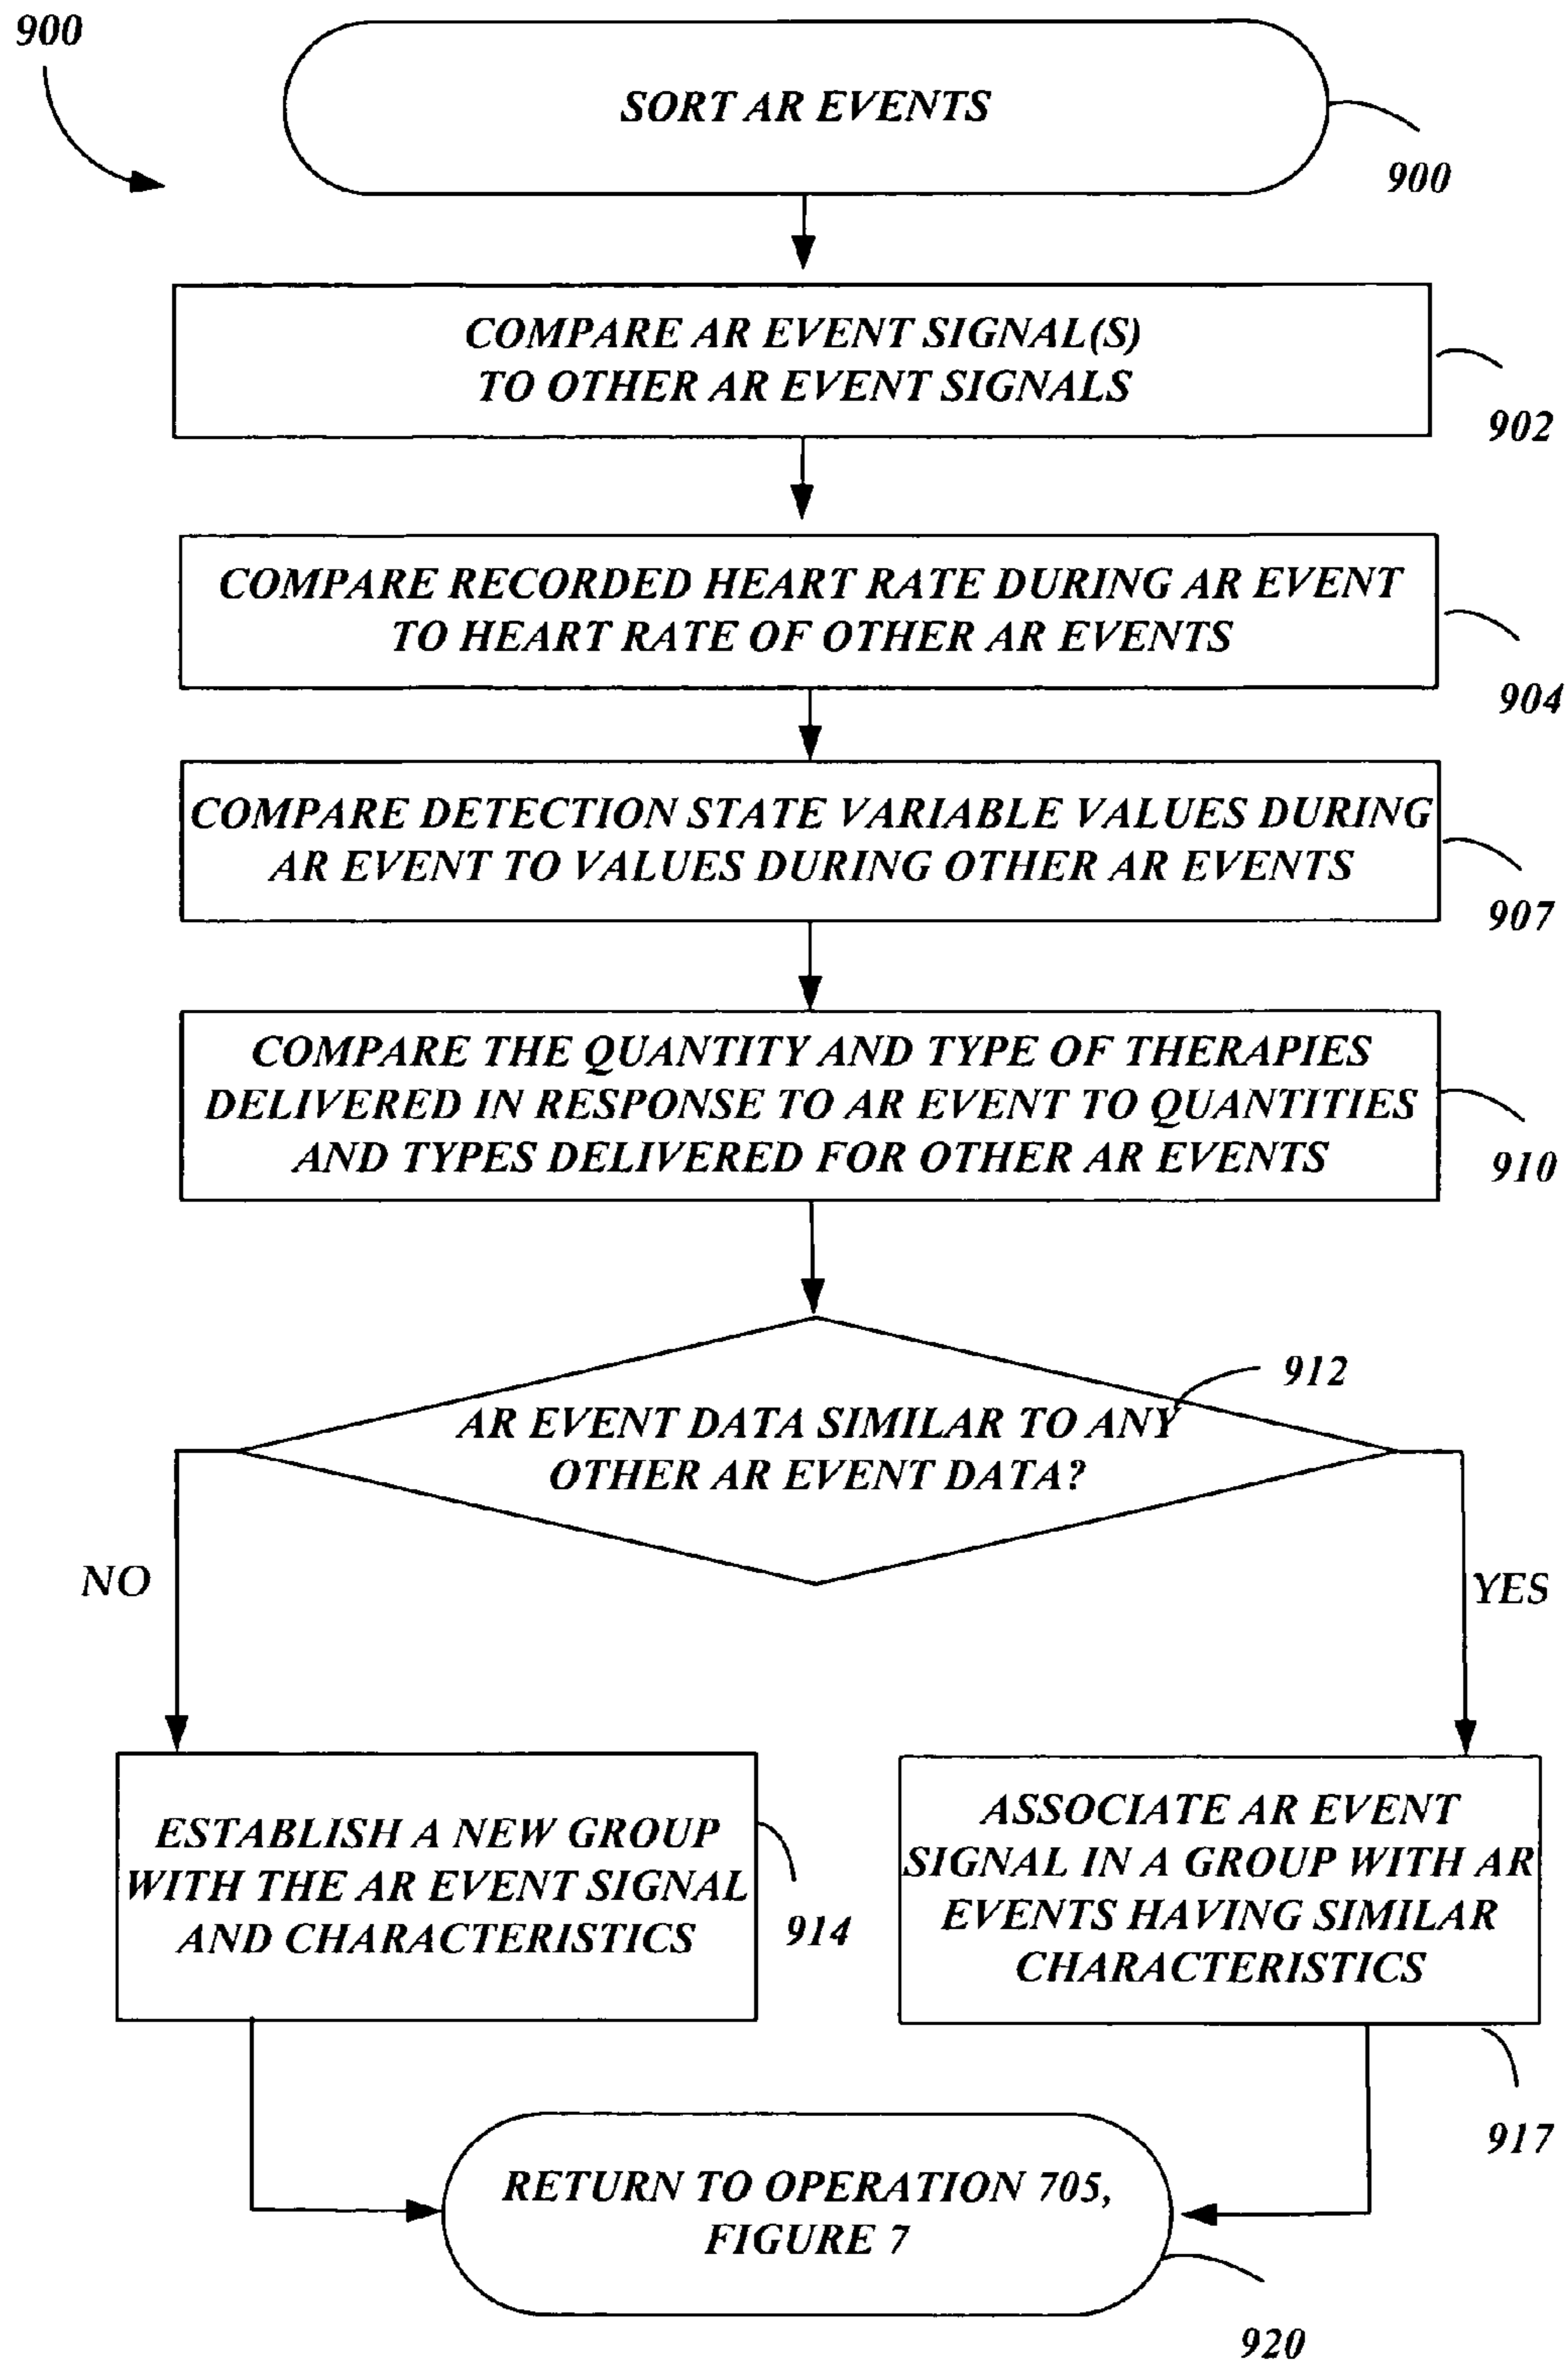 900
SORT AR EVENTS
900
COMPARE AR EVENT SIGNAL(S)
TO OTHER AR EVENT SIGNALS
902
COMPARE RECORDED HEART RATE DURING AR EVENT
TO HEART RATE OF OTHER AR EVENTS
904
COMPARE DETECTION STATE VARIABLE VALUES DURING
AR EVENT TO VALUES DURING OTHER AR EVENTS
907
COMPARE THE QUANTITY AND TYPE OF THERAPIES
DELIVERED IN RESPONSE TO AR EVENT TO QUANTITIES
AND TYPES DELIVERED FOR OTHER AR EVENTS
910
912
AR EVENT DATA SIMILAR TO ANY
OTHER AR EVENT DATA?
NO
YES
ESTABLISH A NEW GROUP
WITH THE AR EVENT SIGNAL
AND CHARACTERISTICS
914
ASSOCIATE AR EVENT
SIGNAL IN A GROUP WITH AR
EVENTS HAVING SIMILAR
CHARACTERISTICS
917
RETURN TO OPERATION 705,
FIGURE 7
920